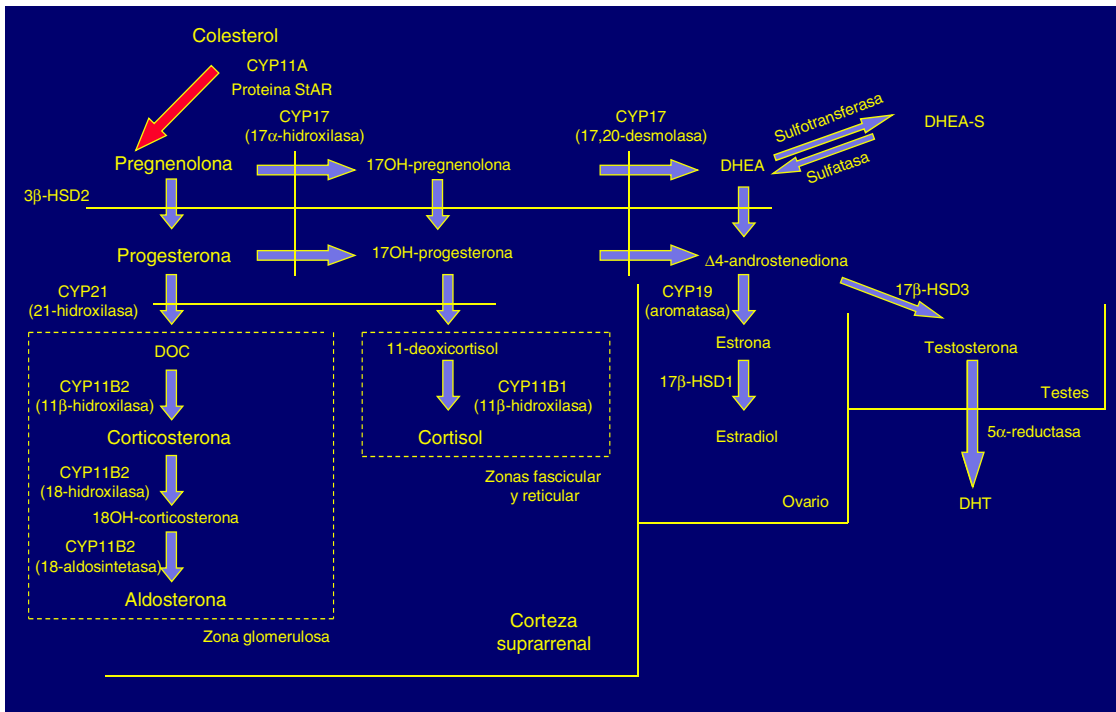 Colesterol
CYP11A
Proteina StAR
CYP17
(17α-hidroxilasa)
CYP17
(17,20-desmolasa)
Sulfotransferasa
DHEA-S
Sulfatasa
Pregnenolona
17OH-pregnenolona
DHEA
3β-HSD2
Progesterona
17OH-progesterona
Δ4-androstenediona
CYP21
(21-hidroxilasa)
CYP19
(aromatasa)
17β-HSD3
DOC
11-deoxicortisol
Estrona
Testosterona
CYP11B2
(11β-hidroxilasa)
CYP11B1
(11β-hidroxilasa)
17β-HSD1
Testes
Corticosterona
Cortisol
Estradiol
5α-reductasa
CYP11B2
(18-hidroxilasa)
Zonas fascicular
y reticular
Ovario
DHT
18OH-corticosterona
CYP11B2
(18-aldosintetasa)
Aldosterona
Zona glomerulosa
Corteza
suprarrenal